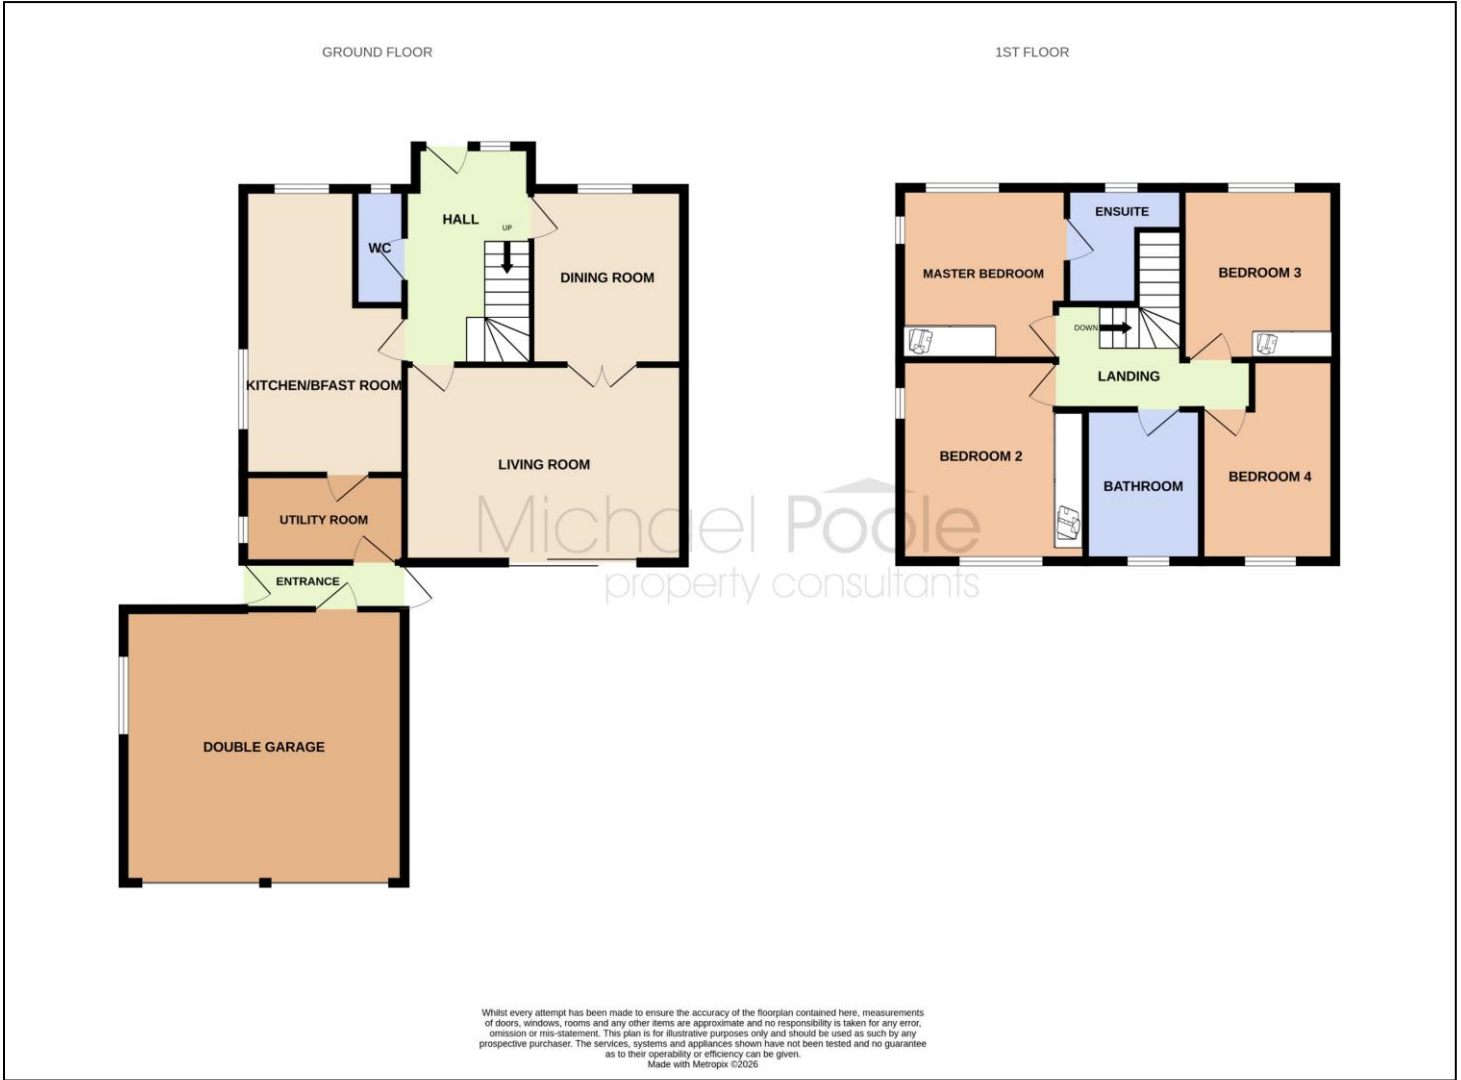 GROUND FLOOR
1ST FLOOR
HALL
UP
WC
DINING ROOM
KITCHEN/BFAST ROOM
LIVING ROOM
UTILITY ROOM
ENTRANCE
DOUBLE GARAGE
ENSUITE
MASTER BEDROOM
BEDROOM 3
DOWN
LANDING
BEDROOM 2
BATHROOM
BEDROOM 4
Michael Poole
property consultants
Whilst every attempt has been made to ensure the accuracy of the floorplan contained here, measurements
of doors, windows, rooms and any other items are approximate and no responsibility is taken for any error,
omission or mis-statement. This plan is for illustrative purposes only and should be used as such by any
prospective purchaser. The services, systems and appliances shown have not been tested and no guarantee
as to their operability or efficiency can be given.
Made with Metropix ©2026